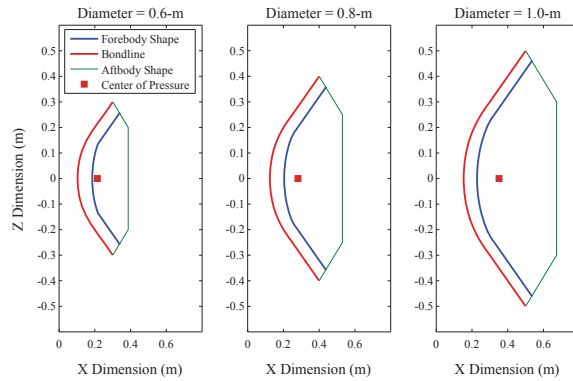 Diameter = 0.6-m
Diameter = 0.8-m
Diameter = 1.0-m
Forebody Shape
Bondline
Aftbody Shape
Center of Pressure
Z Dimension (m)
0.5
0.4
0.3
0.2
0.1
0
-0.1
-0.2
-0.3
-0.4
-0.5
0.5
0.4
0.3
0.2
0.1
0
-0.1
-0.2
-0.3
-0.4
-0.5
0.5
0.4
0.3
0.2
0.1
0
-0.1
-0.2
-0.3
-0.4
-0.5
0 0.2 0.4 0.6
0 0.2 0.4 0.6
0 0.2 0.4 0.6
X Dimension (m)
X Dimension (m)
X Dimension (m)